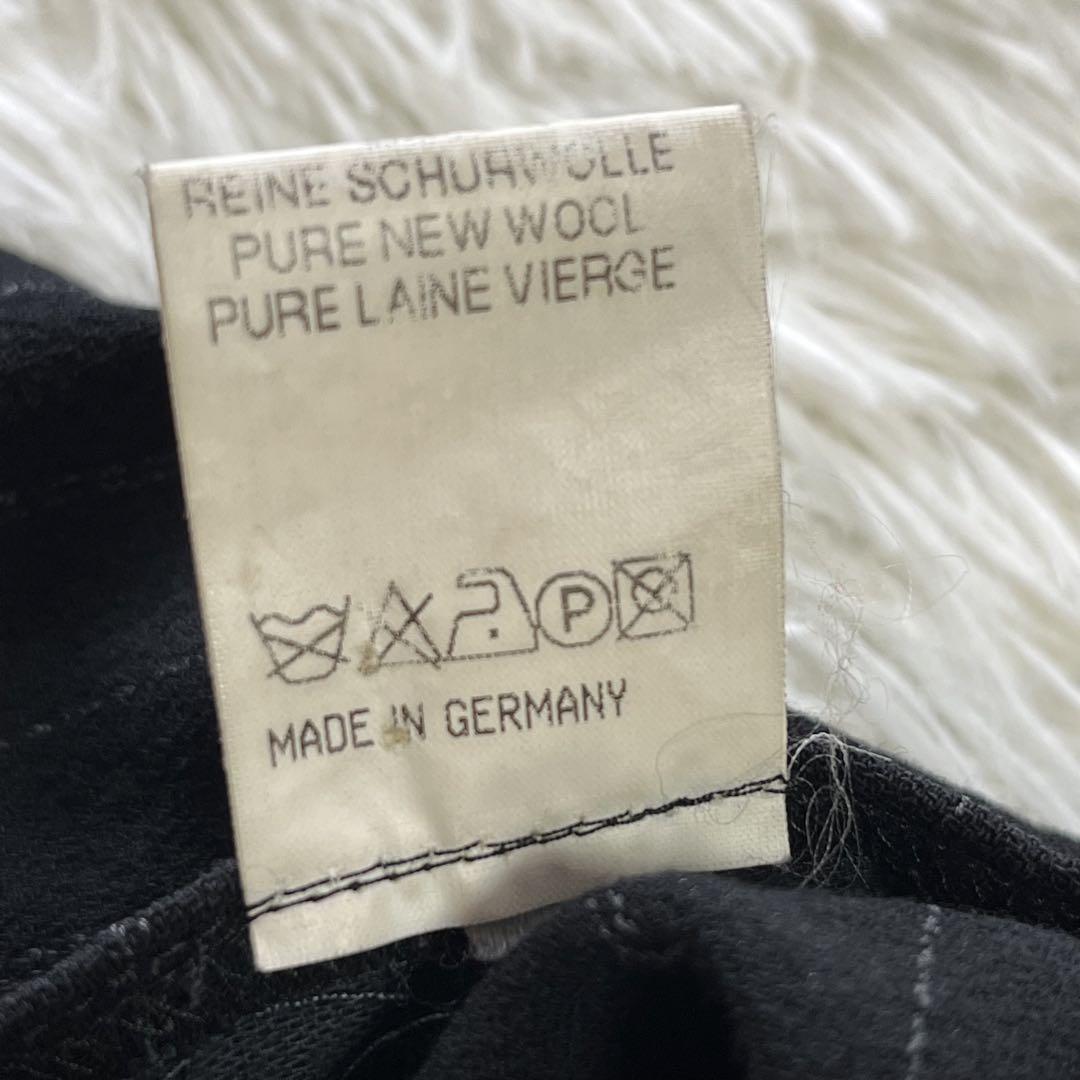 REINE SCHURWOLLE
PURE NEW WOOL
PURE LAINE VIERGE
P
MADE IN GERMANY